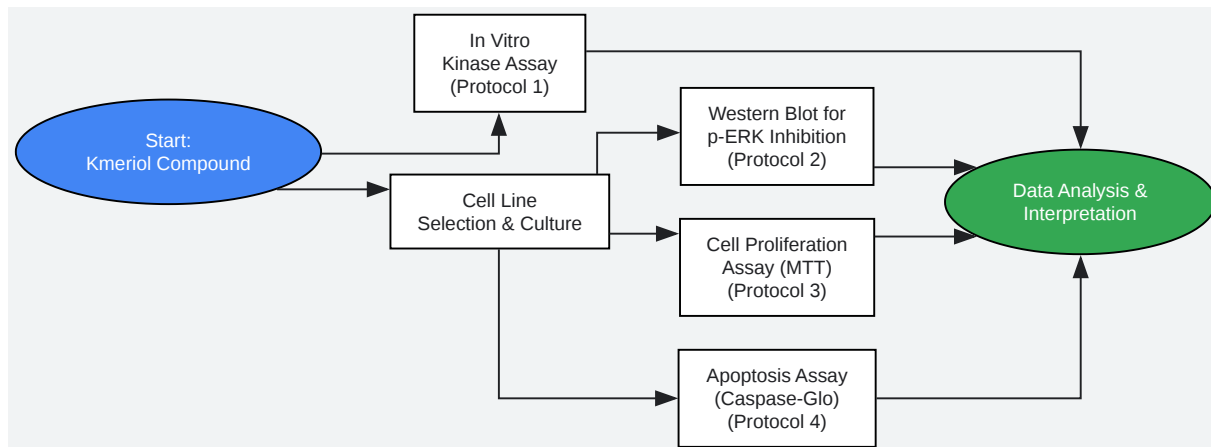 Start:
Kmeriol Compound
In Vitro
Kinase Assay
(Protocol 1)
Cell Line
Selection & Culture
Western Blot for
p-ERK Inhibition
(Protocol 2)
Cell Proliferation
Assay (MTT)
(Protocol 3)
Apoptosis Assay
(Caspase-Glo)
(Protocol 4)
Data Analysis &
Interpretation